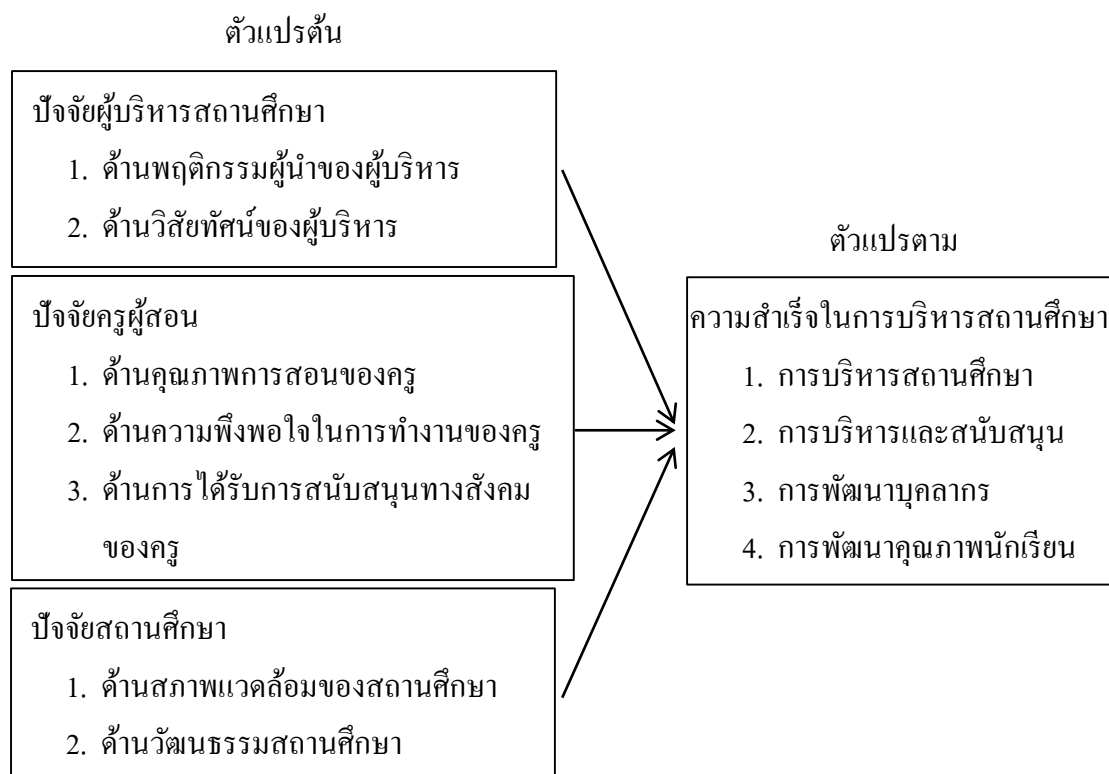 ตัวแปรต้น
ปัจจัยผู้บริหารสถานศึกษา
1. ด้านพฤติกรรมผู้นำของผู้บริหาร
2. ด้านวิสัยทัศน์ของผู้บริหาร
ปัจจัยครูผู้สอน
1. ด้านคุณภาพการสอนของครู
2. ด้านความพึงพอใจในการทำงานของครู
3. ด้านการได้รับการสนับสนุนทางสังคม
ของครู
ปัจจัยสถานศึกษา
1. ด้านสภาพแวดล้อมของสถานศึกษา
2. ด้านวัฒนธรรมสถานศึกษา
ตัวแปรตาม
ความสำเร็จในการบริหารสถานศึกษา
1. การบริหารสถานศึกษา
2. การบริหารและสนับสนุน
3. การพัฒนาบุคลากร
4. การพัฒนาคุณภาพนักเรียน